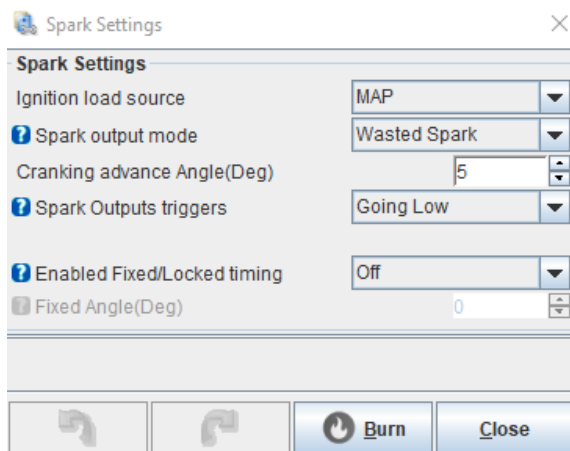 Spark Settings
Spark Settings
Ignition load source MAP
? Spark output mode Wasted Spark
Cranking advance Angle(Deg) 5
? Spark Outputs triggers Going Low
? Enabled Fixed/Locked timing Off
? Fixed Angle(Deg) 0
Burn Close